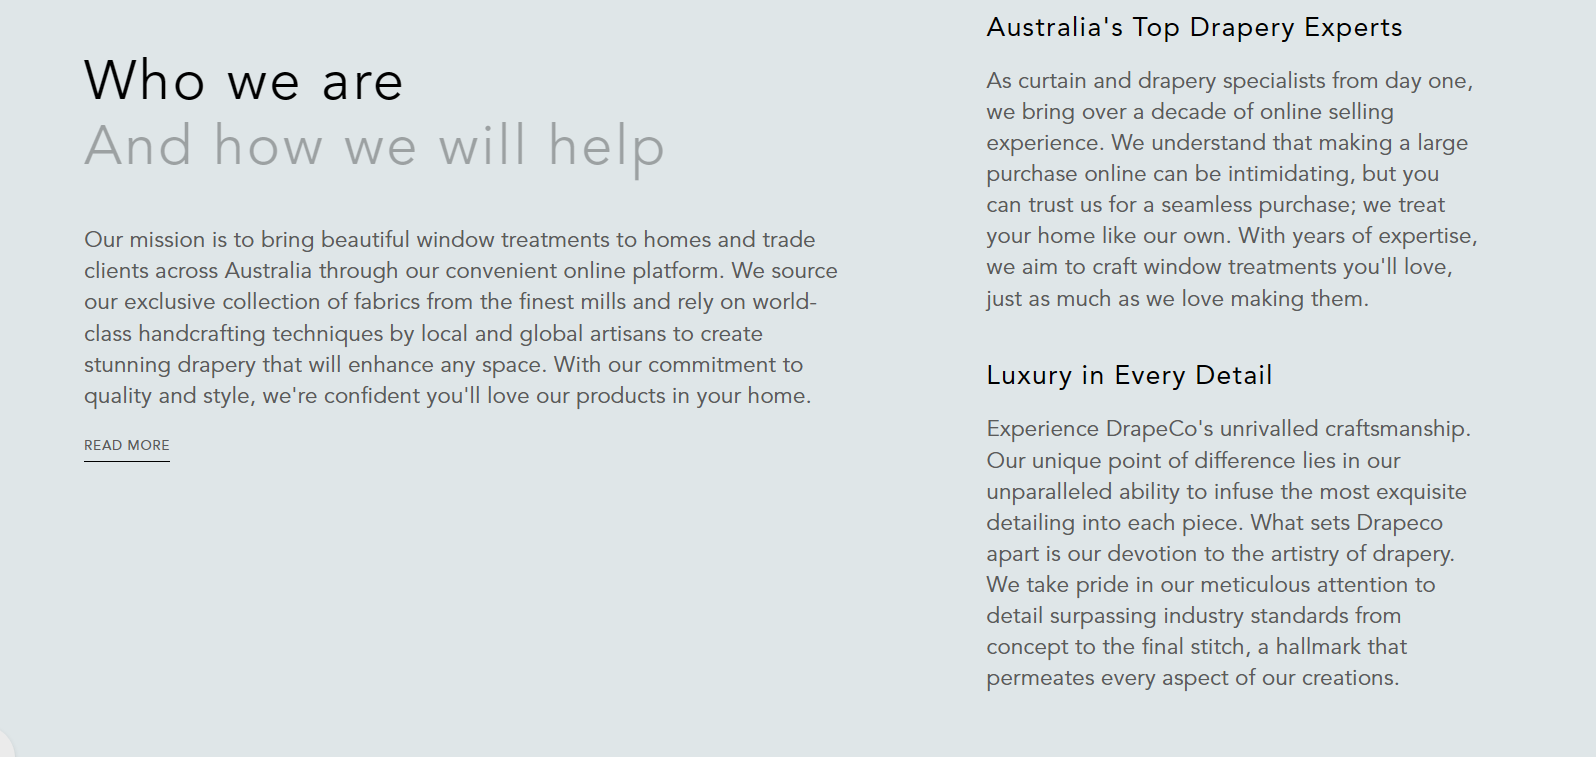 Who we are
And how we will help
Our mission is to bring beautiful window treatments to homes and trade
clients across Australia through our convenient online platform. We source
our exclusive collection of fabrics from the finest mills and rely on world-
class handcrafting techniques by local and global artisans to create
stunning drapery that will enhance any space. With our commitment to
quality and style, we're confident you'll love our products in your home.
READ MORE
Australia's Top Drapery Experts
As curtain and drapery specialists from day one,
we bring over a decade of online selling
experience. We understand that making a large
purchase online can be intimidating, but you
can trust us for a seamless purchase; we treat
your home like our own. With years of expertise,
we aim to craft window treatments you'll love,
just as much as we love making them.
Luxury in Every Detail
Experience DrapeCo's unrivalled craftsmanship.
Our unique point of difference lies in our
unparalleled ability to infuse the most exquisite
detailing into each piece. What sets Drapeco
apart is our devotion to the artistry of drapery.
We take pride in our meticulous attention to
detail surpassing industry standards from
concept to the final stitch, a hallmark that
permeates every aspect of our creations.